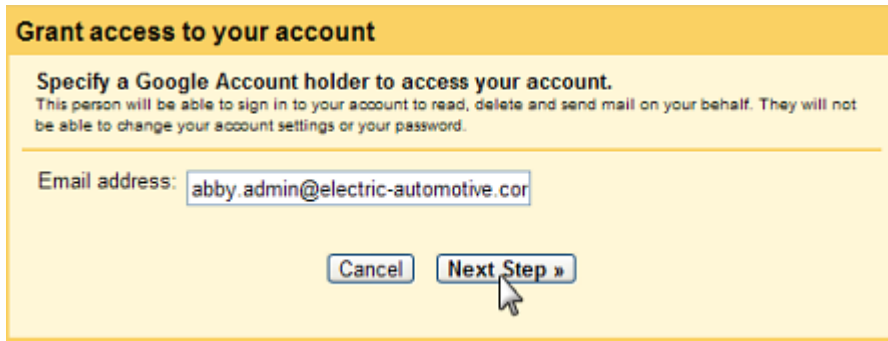 Grant access to your account
Specify a Google Account holder to access your account.
This person will be able to sign in to your account to read, delete and send mail on your behalf. They will not
be able to change your account settings or your password.
Email address: abby.admin@electric-automotive.cor
Cancel Next Step »